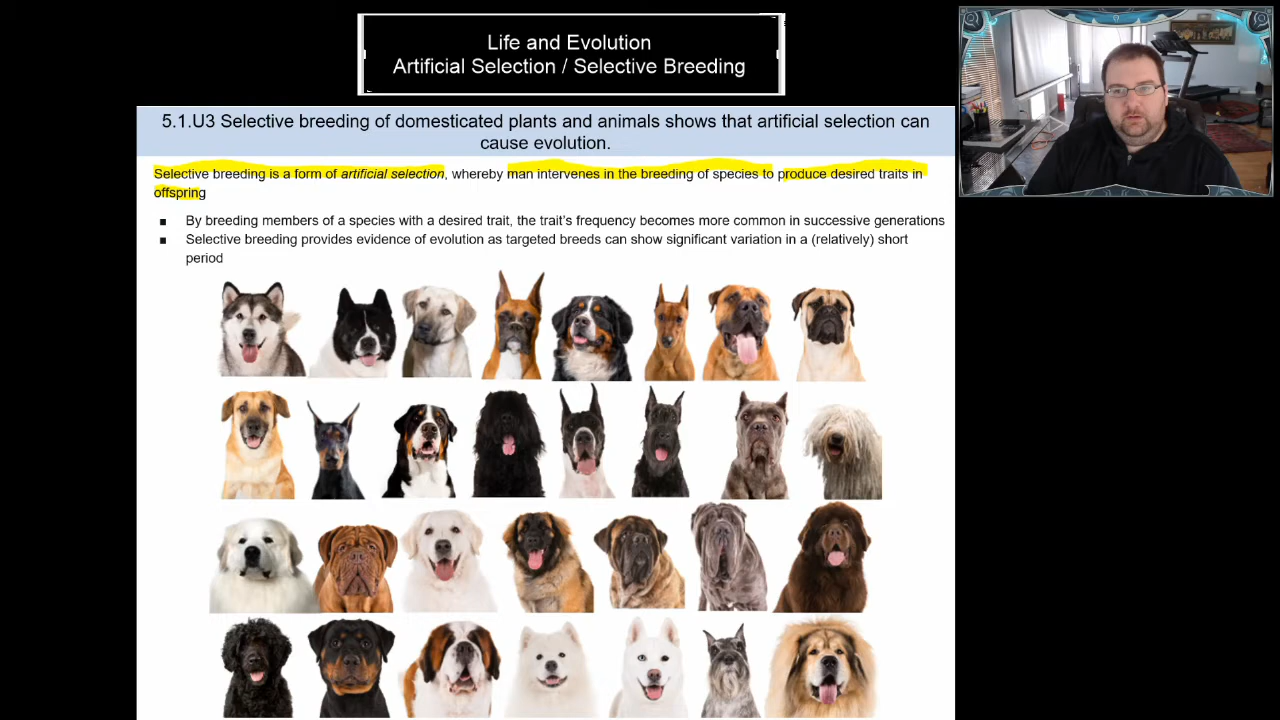 Life and Evolution
Artificial Selection / Selective Breeding
5.1.U3 Selective breeding of domesticated plants and animals shows that artificial selection can
cause evolution.
Selective breeding is a form of artificial selection, whereby man intervenes in the breeding of species to produce desired traits in
offspring
■ By breeding members of a species with a desired trait, the trait's frequency becomes more common in successive generations
■ Selective breeding provides evidence of evolution as targeted breeds can show significant variation in a (relatively) short
period